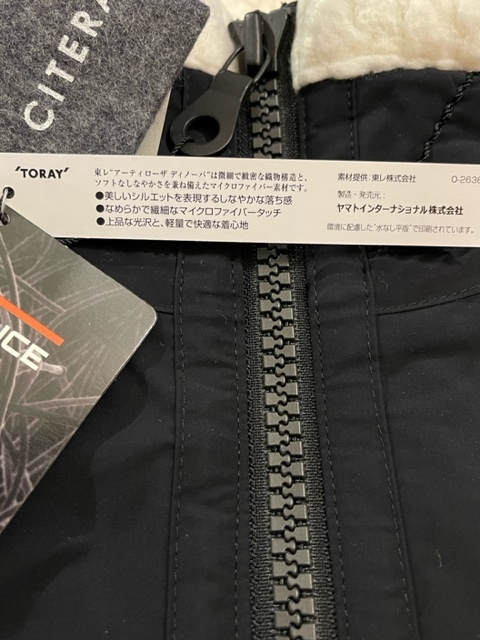 CITERA
'TORAY'
東レ"アーティローザ ディノーバ"は微細で緻密な織物構造と、
ソフトなしなやかさを兼ね備えたマイクロファイバー素材です。
●美しいシルエットを表現するしなやかな落ち感
●なめらかで繊細なマイクロファイバータッチ
●上品な光沢と、軽量で快適な着心地
素材提供:東レ株式会社
O-2636
製造・発売元:
ヤマトインターナショナル株式会社
環境に配慮した"水なし平版"で印刷されています。
ICE